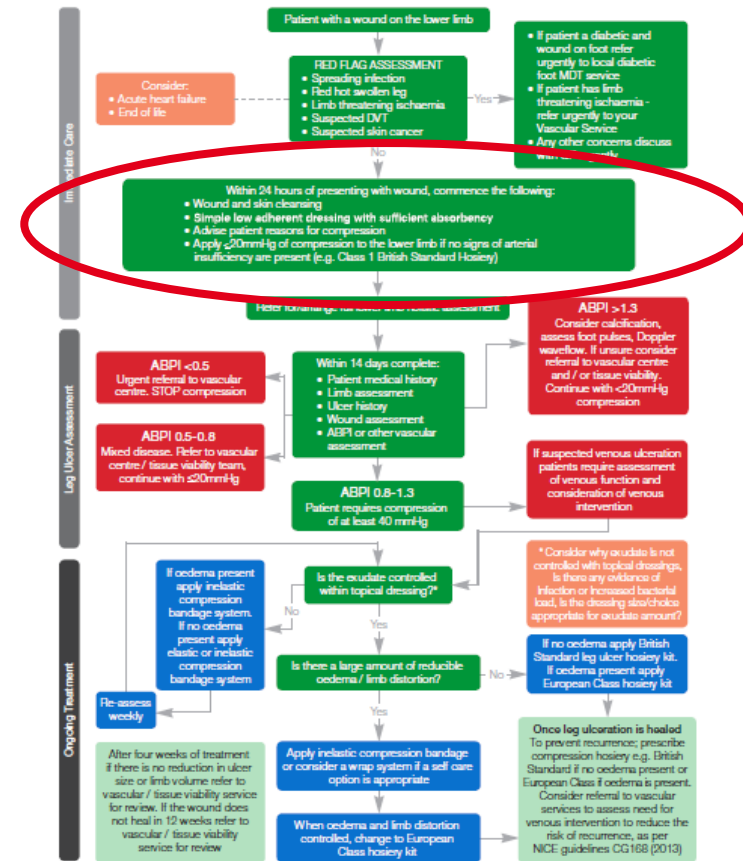 Immediate Care
Patient with a wound on the lower limb
RED FLAG ASSESSMENT
• Spreading infection
• Red hot swollen leg
• Limb threatening ischaemia
• Suspected DVT
• Suspected skin cancer
Consider:
• Acute heart failure
• End of life
Yes
• If patient a diabetic and
wound on foot refer
urgently to local diabetic
foot MDT service
• If patient has limb
threatening ischaemia -
refer urgently to your
Vascular Service
• Any other concerns discuss
with
No
Within 24 hours of presenting with wound, commence the following:
• Wound and skin cleansing
• Simple low adherent dressing with sufficient absorbency
• Advise patient reasons for compression
• Apply ≤20mmHg of compression to the lower limb if no signs of arterial
insufficiency are present (e.g. Class 1 British Standard Hosiery)
Leg Ulcer Assessment
ABPI <0.5
Urgent referral to vascular
centre. STOP compression
ABPI 0.5-0.8
Mixed disease. Refer to vascular
centre / tissue viability team,
continue with ≤20mmHg
Within 14 days complete:
• Patient medical history
• Limb assessment
• Ulcer history
• Wound assessment
• ABPI or other vascular
assessment
ABPI >1.3
Consider calcification,
assess foot pulses, Doppler
waveflow. If unsure consider
referral to vascular centre
and / or tissue viability.
Continue with <20mmHg
compression
ABPI 0.8-1.3
Patient requires compression
of at least 40 mmHg
If suspected venous ulceration
patients require assessment
of venous function and
consideration of venous
intervention
Ongoing Treatment
Is the exudate controlled
within topical dressing?*
No
Yes
If oedema present
apply inelastic
compression
bandage system.
If no oedema
present apply
elastic or inelastic
compression
bandage system
Re-assess
weekly
* Consider why exudate is not
controlled with topical dressings,
Is there any evidence of
infection or increased bacterial
load, is the dressing size/choice
appropriate for exudate amount?
Is there a large amount of reducible
oedema / limb distortion?
No
Yes
If no oedema apply British
Standard leg ulcer hosiery kit.
If oedema present apply
European Class hosiery kit
Apply inelastic compression bandage
or consider a wrap system if a self care
option is appropriate
When oedema and limb distortion
controlled, change to European
Class hosiery kit
After four weeks of treatment
if there is no reduction in ulcer
size or limb volume refer to
vascular / tissue viability service
for review. If the wound does
not heal in 12 weeks refer to
vascular / tissue viability
service for review
Once leg ulceration is healed
To prevent recurrence; prescribe
compression hosiery e.g. British
Standard if no oedema present or
European Class if oedema is present.
Consider referral to vascular
services to assess need for
venous intervention to reduce the
risk of recurrence, as per
NICE guidelines CG168 (2013)